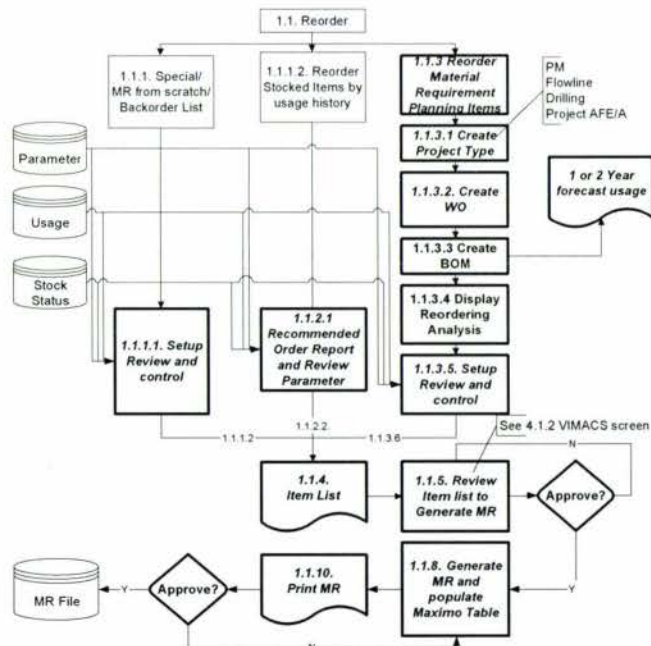 1.1. Reorder
1.1.1. Special/
MR from scratch/
Backorder List
1.1.1.2. Reorder
Stocked Items by
usage history
1.1.3 Reorder
Material
Requirement
Planning Items
PM
Flowline
Drilling
Project AFE/A
1.1.3.1 Create
Project Type
Parameter
1.1.3.2. Create
WO
1 or 2 Year
forecast usage
Usage
1.1.3.3 Create
BOM
Stock
Status
1.1.3.4 Display
Reordering
Analysis
1.1.1.1. Setup
Review and
control
1.1.2.1
Recommended
Order Report
and Review
Parameter
1.1.3.5. Setup
Review and
control
1.1.1.2
1.1.2.2.
1.1.3.6
See 4.1.2 VIMACS screen
N
1.1.4.
Item List
1.1.5. Review
Item list to
Generate MR
Approve?
Y
MR File
Y
Approve?
1.1.10.
Print MR
1.1.8. Generate
MR and
populate
Maximo Table
N